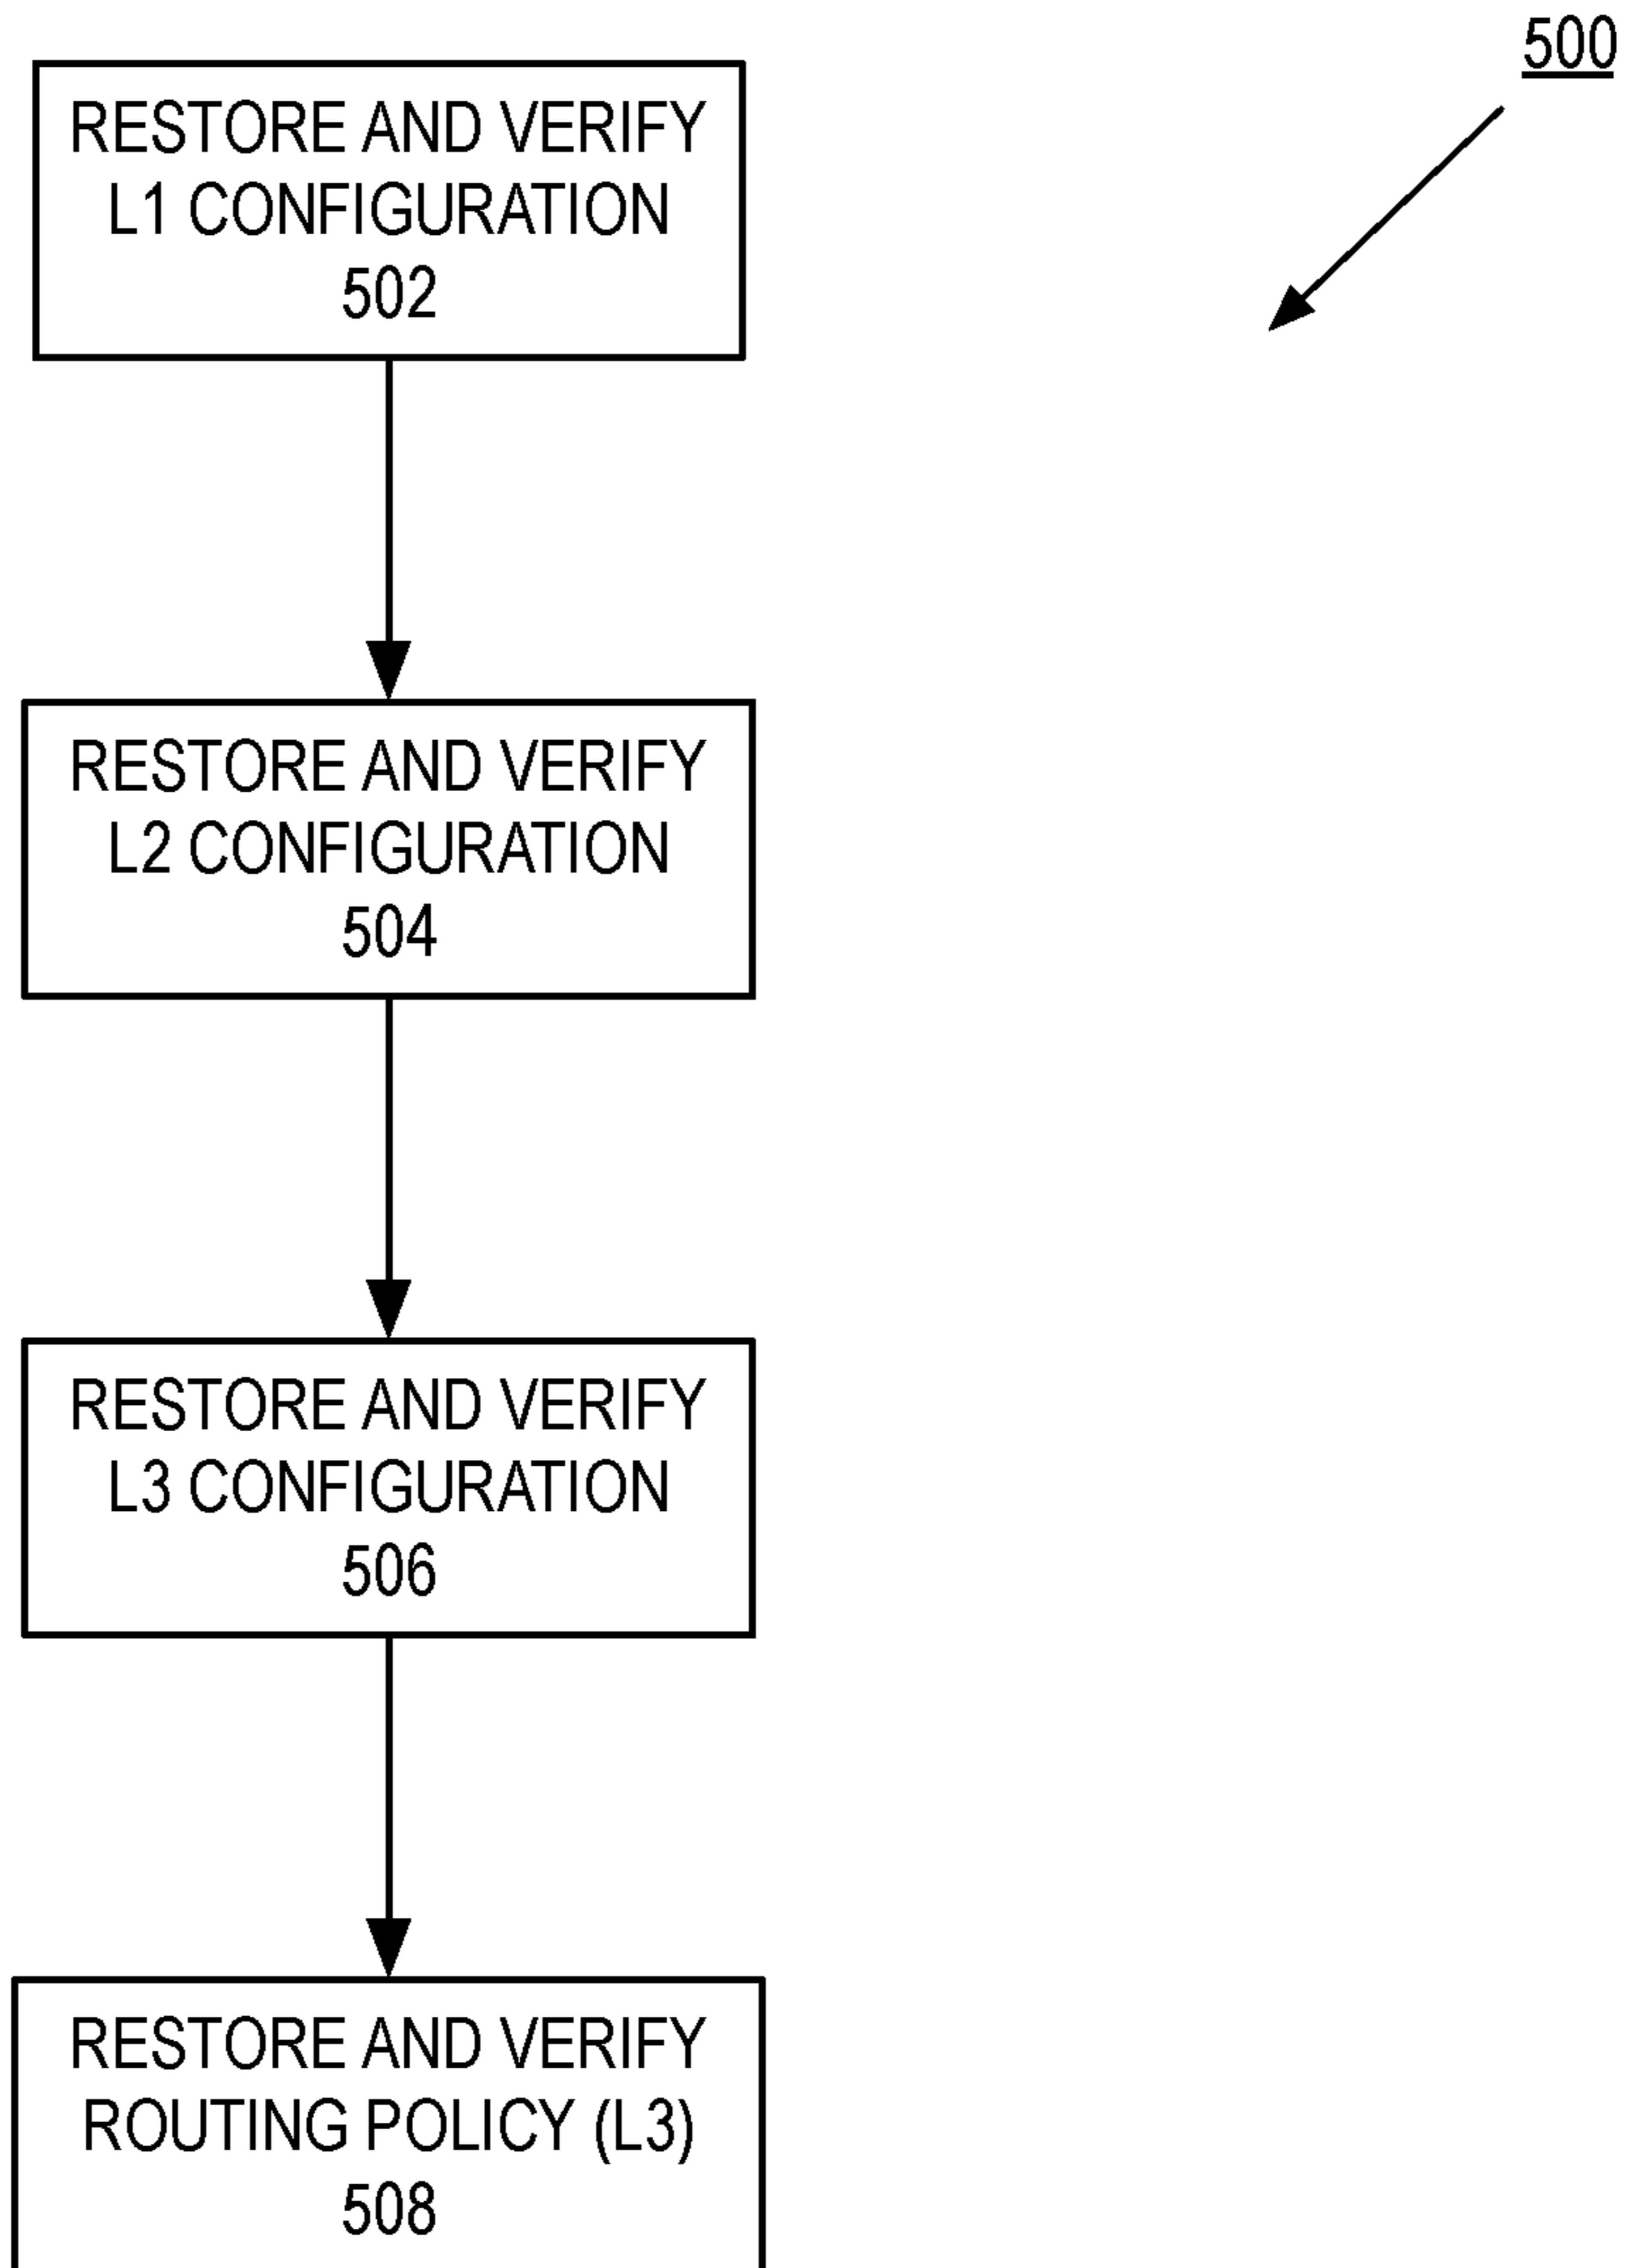 500
RESTORE AND VERIFY
L1 CONFIGURATION
502
RESTORE AND VERIFY
L2 CONFIGURATION
504
RESTORE AND VERIFY
L3 CONFIGURATION
506
RESTORE AND VERIFY
ROUTING POLICY (L3)
508